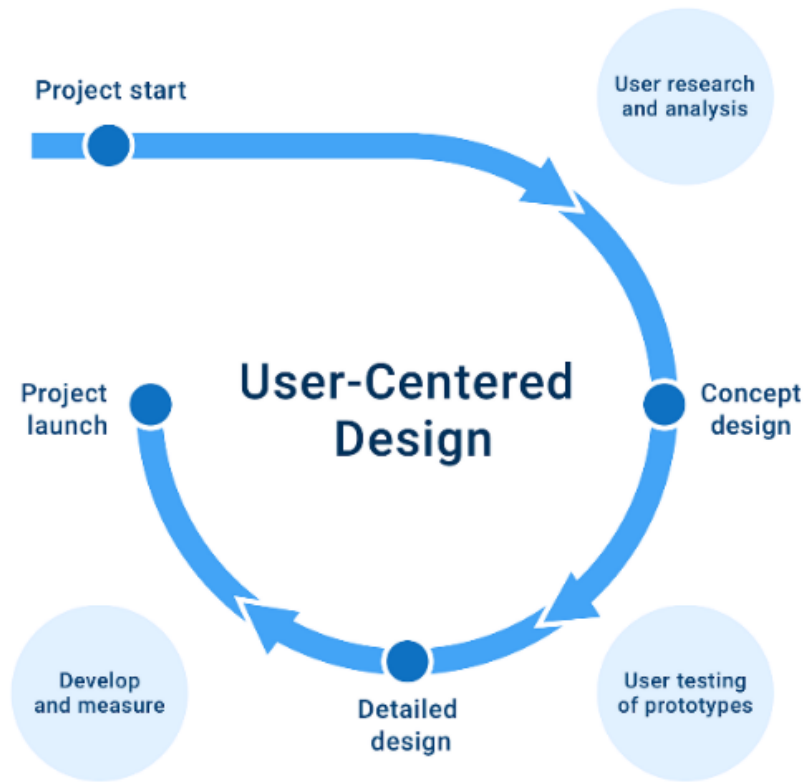 Project start
User research
and analysis
User-Centered
Design
Project
launch
Concept
design
Develop
and measure
Detailed
design
User testing
of prototypes